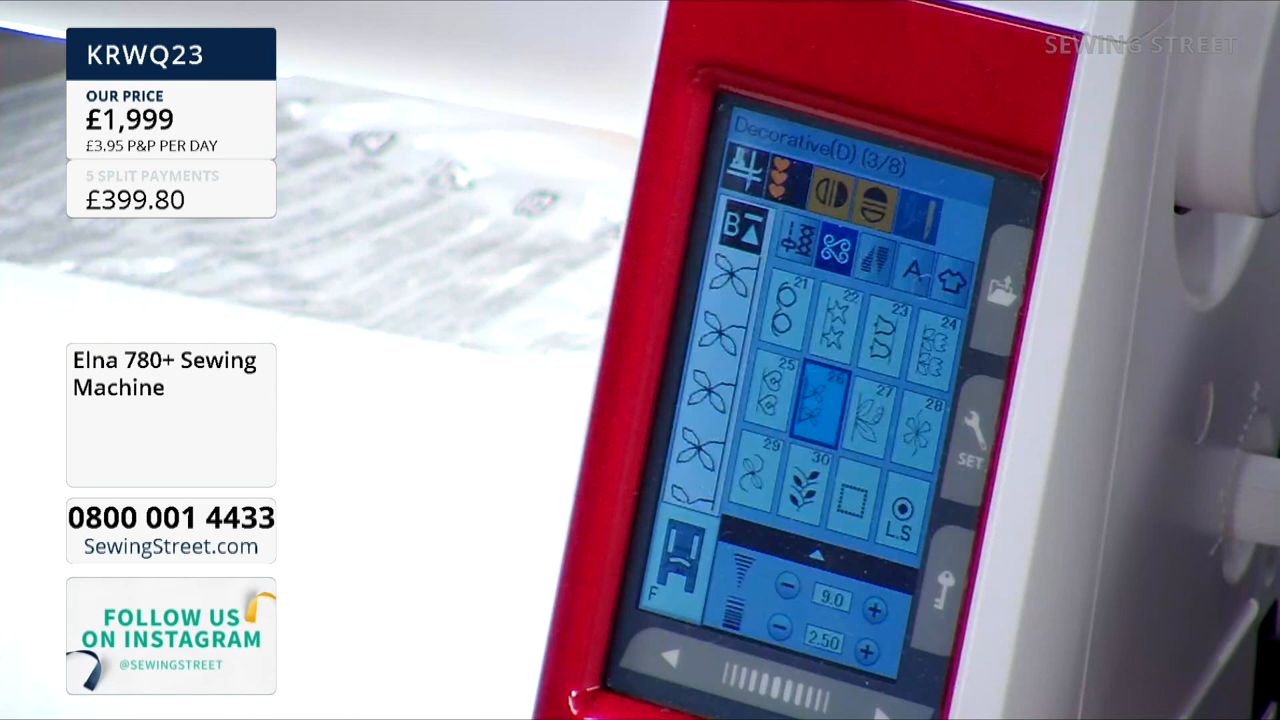 KRWQ23
OUR PRICE
£1,999
£3.95 P&P PER DAY
5 SPLIT PAYMENTS
£399.80
Elna 780+ Sewing
Machine
0800 001 4433
SewingStreet.com
FOLLOW US
ON INSTAGRAM
@SEWINGSTREET
SEWING STREET
Decorative(D) (3/8)
B
A
21 22 23 24
25 26 27 28
29 30
L.S
F
9.0
2.50
SET